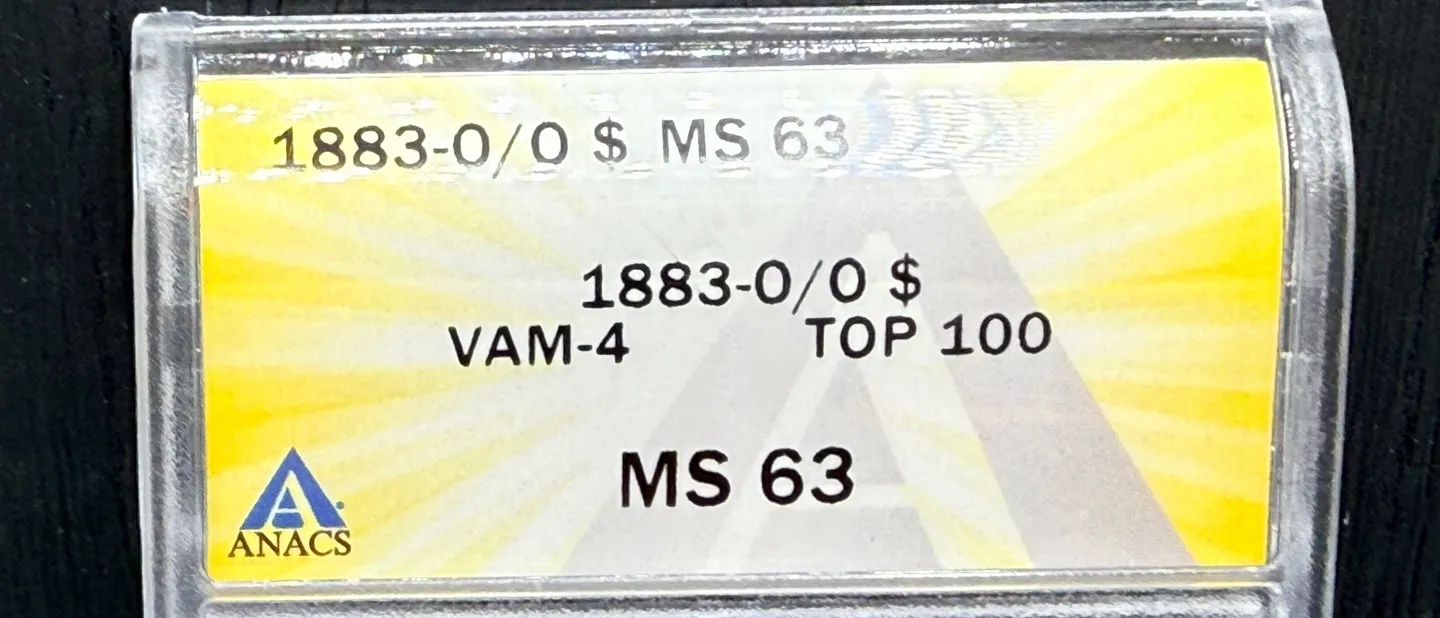 1883-O/O $ MS 63
1883-O/O $
VAM-4 TOP 100
MS 63
ANACS